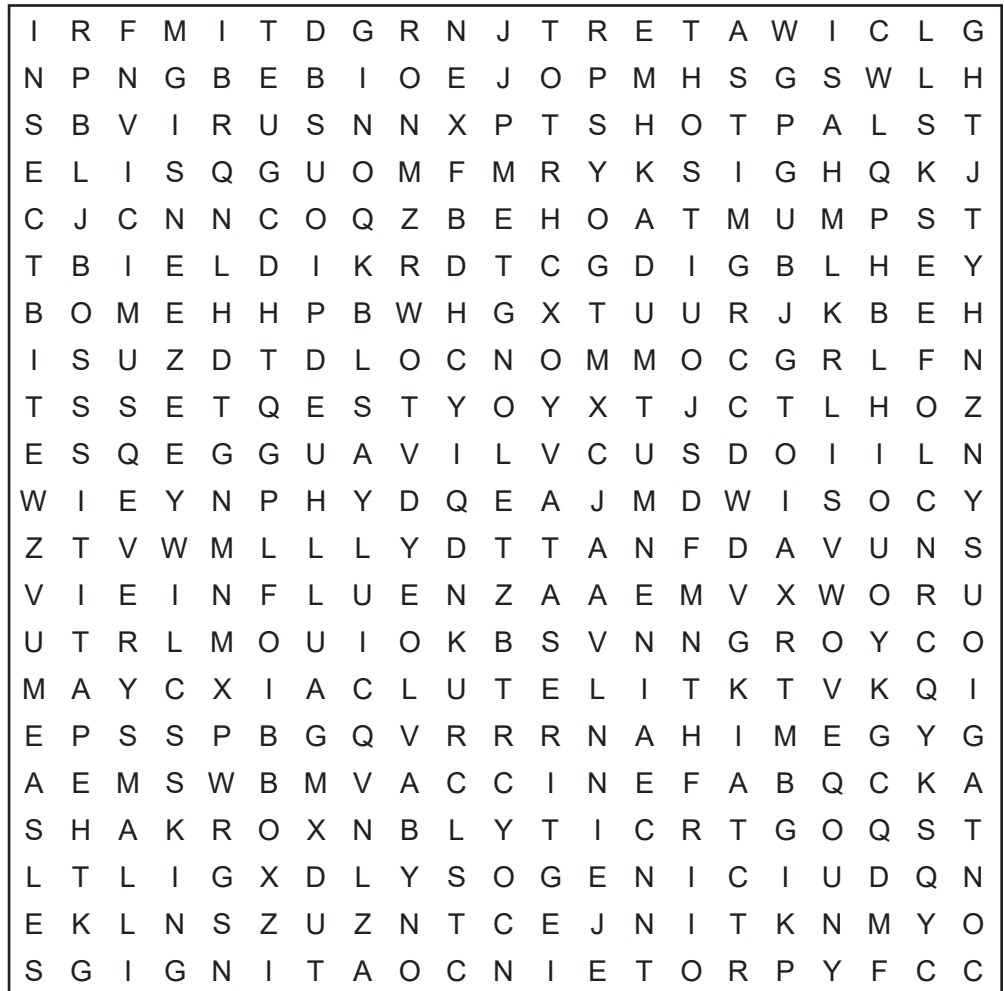 I R F M I T D G R N J T R E T A W I C L G
N P N G B E B I O E J O P M H S G S W L H
S B V I R U S N N X P T S H O T P A L S T
E L I S Q G U O M F M R Y K S I G H Q K J
C J C N N C O Q Z B E H O A T M U M P S T
T B I E L D I K R D T C G D I G B L H E Y
B O M E H H P B W H G X T U U R J K B E H
I S U Z D T D L O C N O M M O C G R L F N
T S S E T Q E S T Y O Y X T J C T L H O Z
E S Q E G G U A V I L V C U S D O I I L N
W I E Y N P H Y D Q E A J M D W I S O C Y
Z T V W M L L L Y D T T A N F D A V U N S
V I E I N F L U E N Z A A E M V X W O R U
U T R L M O U I O K B S V N N G R O Y C O
M A Y C X I A C L U T E L I T K T V K Q I
E P S S P B G Q V R R R N A H I M E G Y G
A E M S W B M V A C C I N E F A B Q C K A
S H A K R O X N B L Y T I C R T G O Q S T
L T L I G X D L Y S O G E N I C I U D Q N
E K L N S Z U Z N T C E J N I T K N M Y O
S G I G N I T A O C N I E T O R P Y F C C